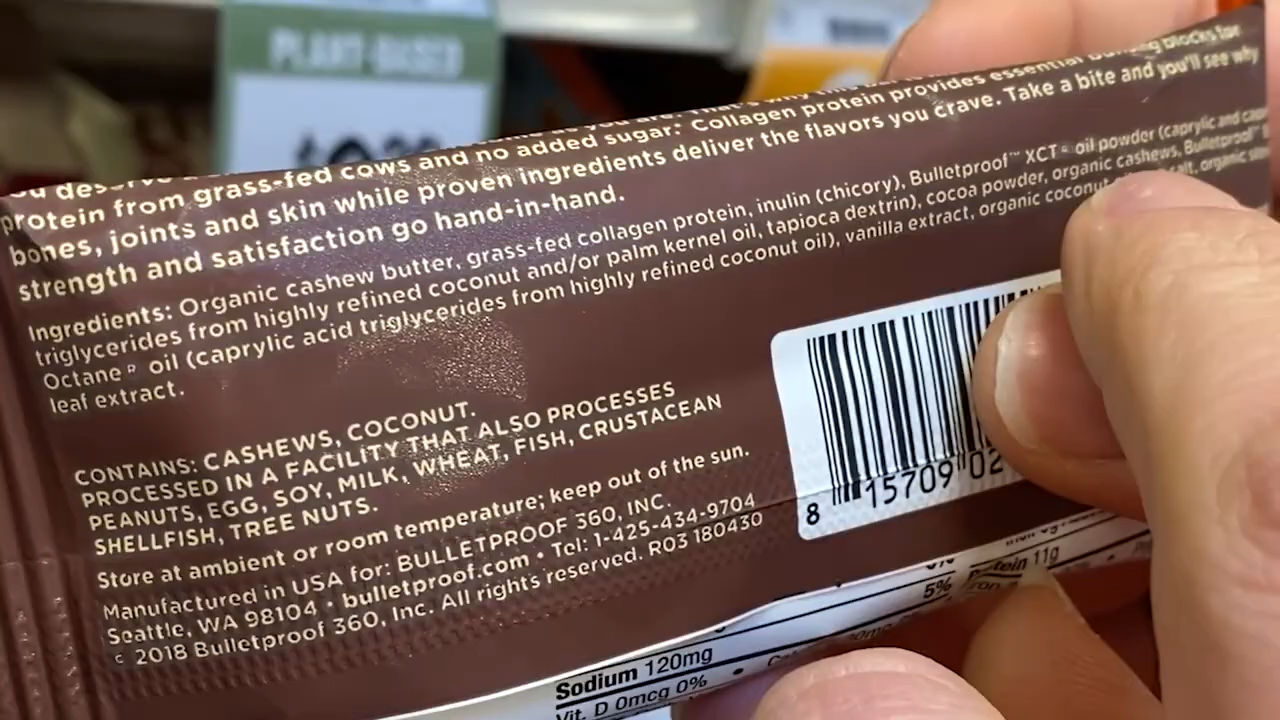 PLANT-BASED
protein from grass-fed cows and no added sugar. Collagen protein provides essential building blocks for
bones, joints and skin while proven ingredients deliver the flavors you crave. Take a bite and you'll see why
strength and satisfaction go hand-in-hand.
Ingredients: Organic cashew butter, grass-fed collagen protein, inulin (chicory), Bulletproof™ XCT® oil powder (caprylic and
triglycerides from highly refined coconut and/or palm kernel oil, tapioca dextrin), cocoa powder, organic cashews, Bulletproof™
Octane® oil (caprylic acid triglycerides from highly refined coconut oil), vanilla extract, organic coconut salt, organic
leaf extract.
CONTAINS: CASHEWS, COCONUT.
PROCESSED IN A FACILITY THAT ALSO PROCESSES
PEANUTS, EGG, SOY, MILK, WHEAT, FISH, CRUSTACEAN
SHELLFISH, TREE NUTS.
Store at ambient or room temperature; keep out of the sun.
Manufactured in USA for: BULLETPROOF 360, INC.
Seattle, WA 98104 • bulletproof.com • Tel: 1-425-434-9704
© 2018 Bulletproof 360, Inc. All rights reserved. R03 180430
8 15709 02
Protein 11g
5%
Sodium 120mg
Vit. D 0mcg 0% •